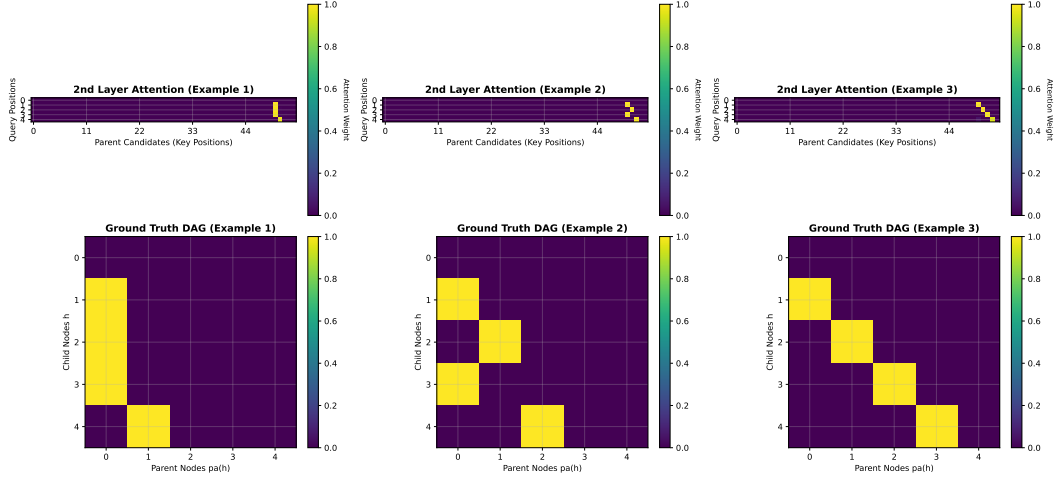 2nd Layer Attention (Example 1)
Query Positions
0
1
2
3
4
0 11 22 33 44
Parent Candidates (Key Positions)
1.0
0.8
0.6
0.4
0.2
0.0
Attention Weight
2nd Layer Attention (Example 2)
Query Positions
0
1
2
3
4
0 11 22 33 44
Parent Candidates (Key Positions)
1.0
0.8
0.6
0.4
0.2
0.0
Attention Weight
2nd Layer Attention (Example 3)
Query Positions
0
1
2
3
4
0 11 22 33 44
Parent Candidates (Key Positions)
1.0
0.8
0.6
0.4
0.2
0.0
Attention Weight
Ground Truth DAG (Example 1)
Child Nodes h
0
1
2
3
4
0 1 2 3 4
Parent Nodes pa(h)
1.0
0.8
0.6
0.4
0.2
0.0
Ground Truth DAG (Example 2)
Child Nodes h
0
1
2
3
4
0 1 2 3 4
Parent Nodes pa(h)
1.0
0.8
0.6
0.4
0.2
0.0
Ground Truth DAG (Example 3)
Child Nodes h
0
1
2
3
4
0 1 2 3 4
Parent Nodes pa(h)
1.0
0.8
0.6
0.4
0.2
0.0